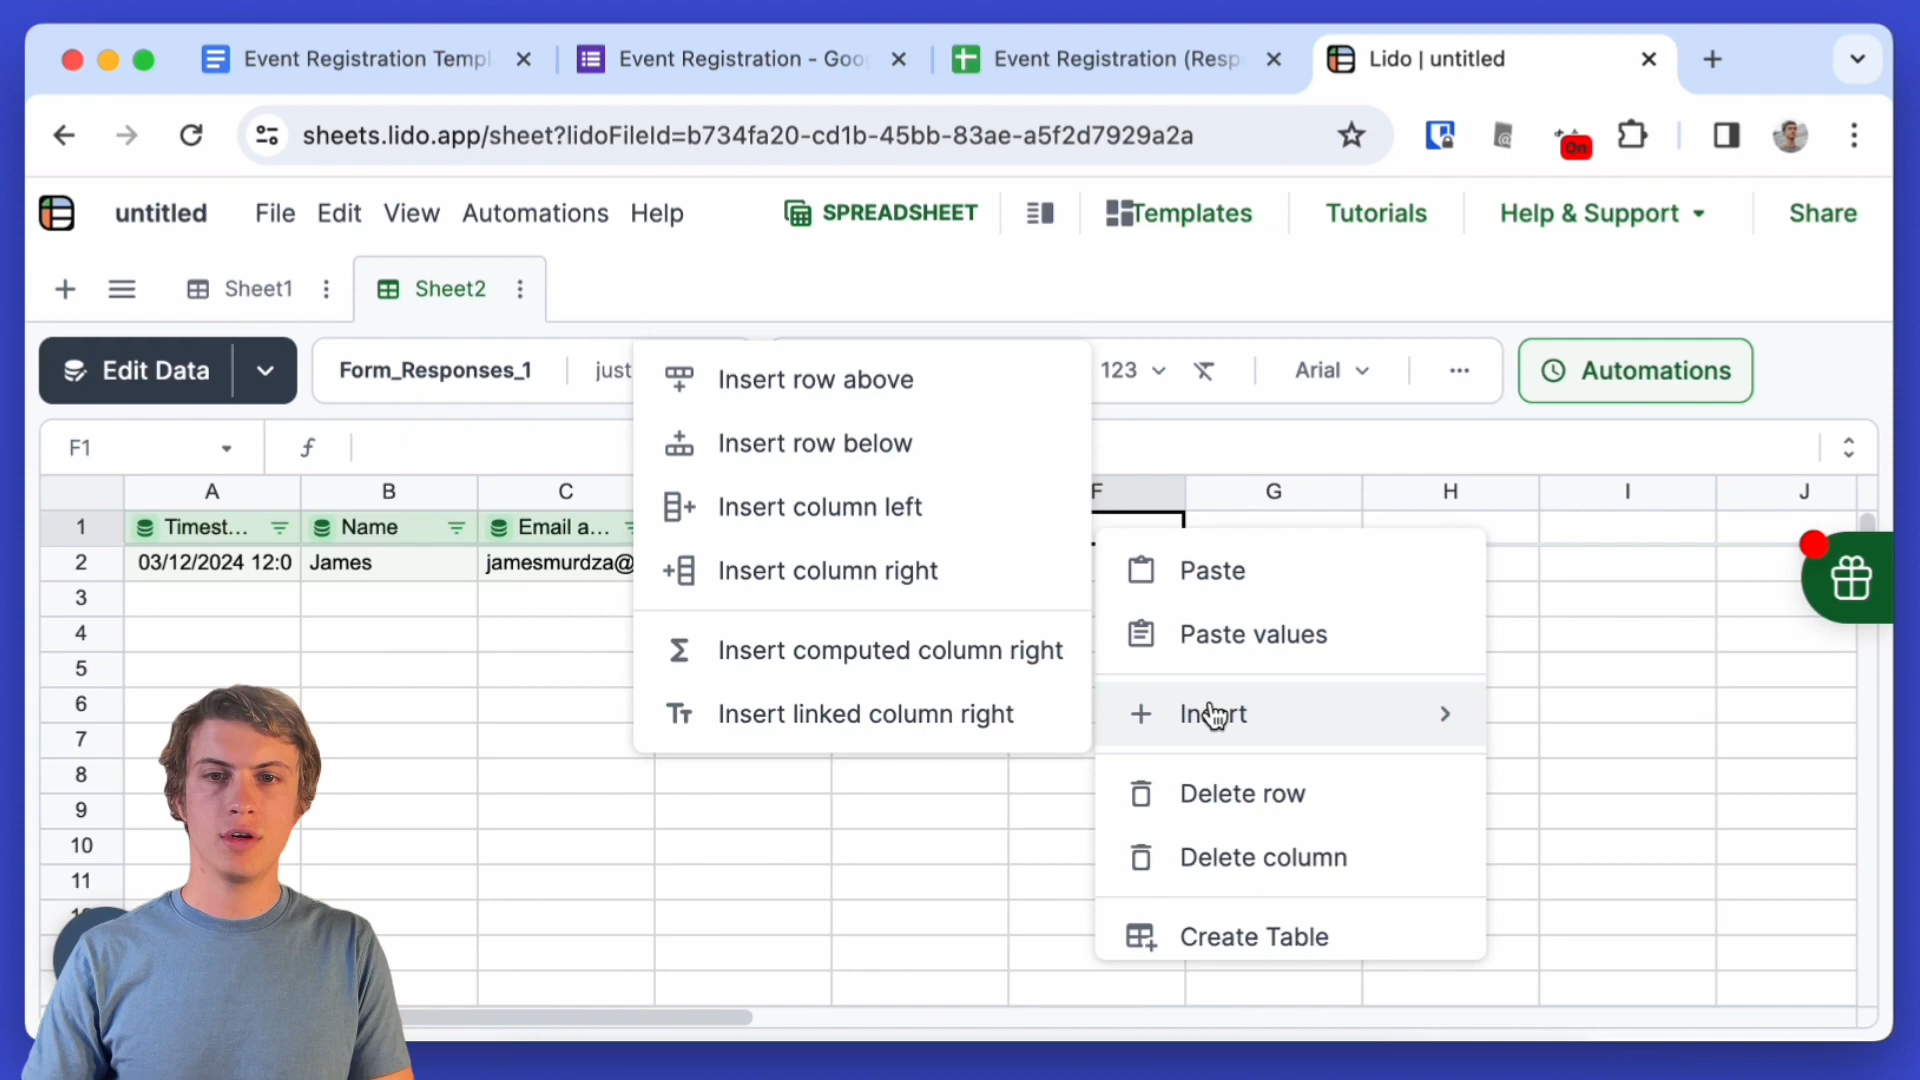 Event Registration Templ
Event Registration - Goo
Event Registration (Resp
Lido | untitled
sheets.lido.app/sheet?lidoFileId=b734fa20-cd1b-45bb-83ae-a5f2d7929a2a
On
untitled File Edit View Automations Help SPREADSHEET Templates Tutorials Help & Support Share
Sheet1 Sheet2
Edit Data Form_Responses_1 just 123 Arial ... Automations
F1 f
A B C F G H I J
1 Timest... Name Email a...
2 03/12/2024 12:0 James jamesmurdza@
3
4
5
6
7
8
9
10
11
Insert row above
Insert row below
Insert column left
Insert column right
Insert computed column right
Insert linked column right
Paste
Paste values
Insert
Delete row
Delete column
Create Table